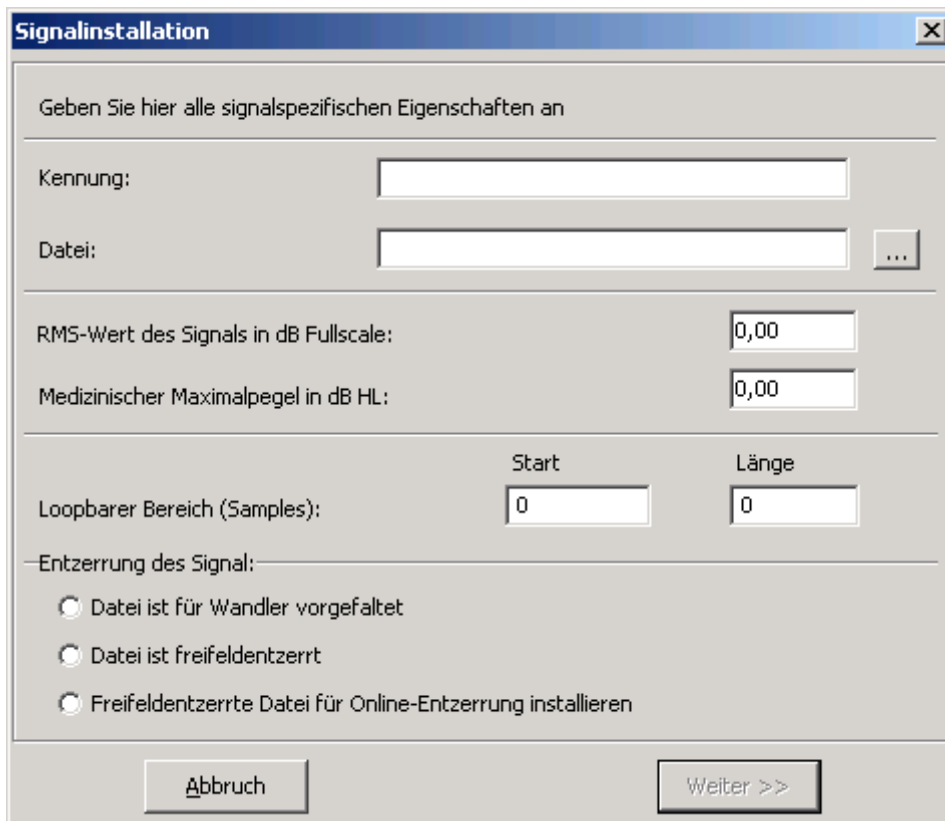 Signalinstallation
Geben Sie hier alle signalspezifischen Eigenschaften an
Kennung:
Datei:
...
RMS-Wert des Signals in dB Fullscale:
0,00
Medizinischer Maximalpegel in dB HL:
0,00
Start Länge
Loopbarer Bereich (Samples): 0 0
Entzerrung des Signal:
Datei ist für Wandler vorgefaltet
Datei ist freifeldentzerrt
Freifeldentzerrte Datei für Online-Entzerrung installieren
Abbruch Weiter >>